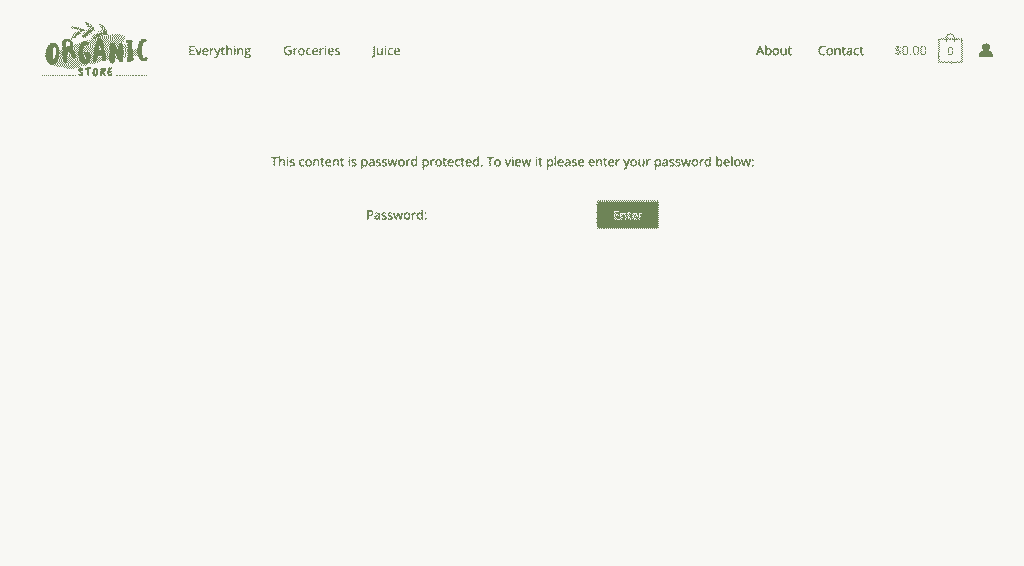 ORGANIC
STORE
Everything
Groceries
Juice
About
Contact
$0.00
0
This content is password protected. To view it please enter your password below:
Password:
Enter